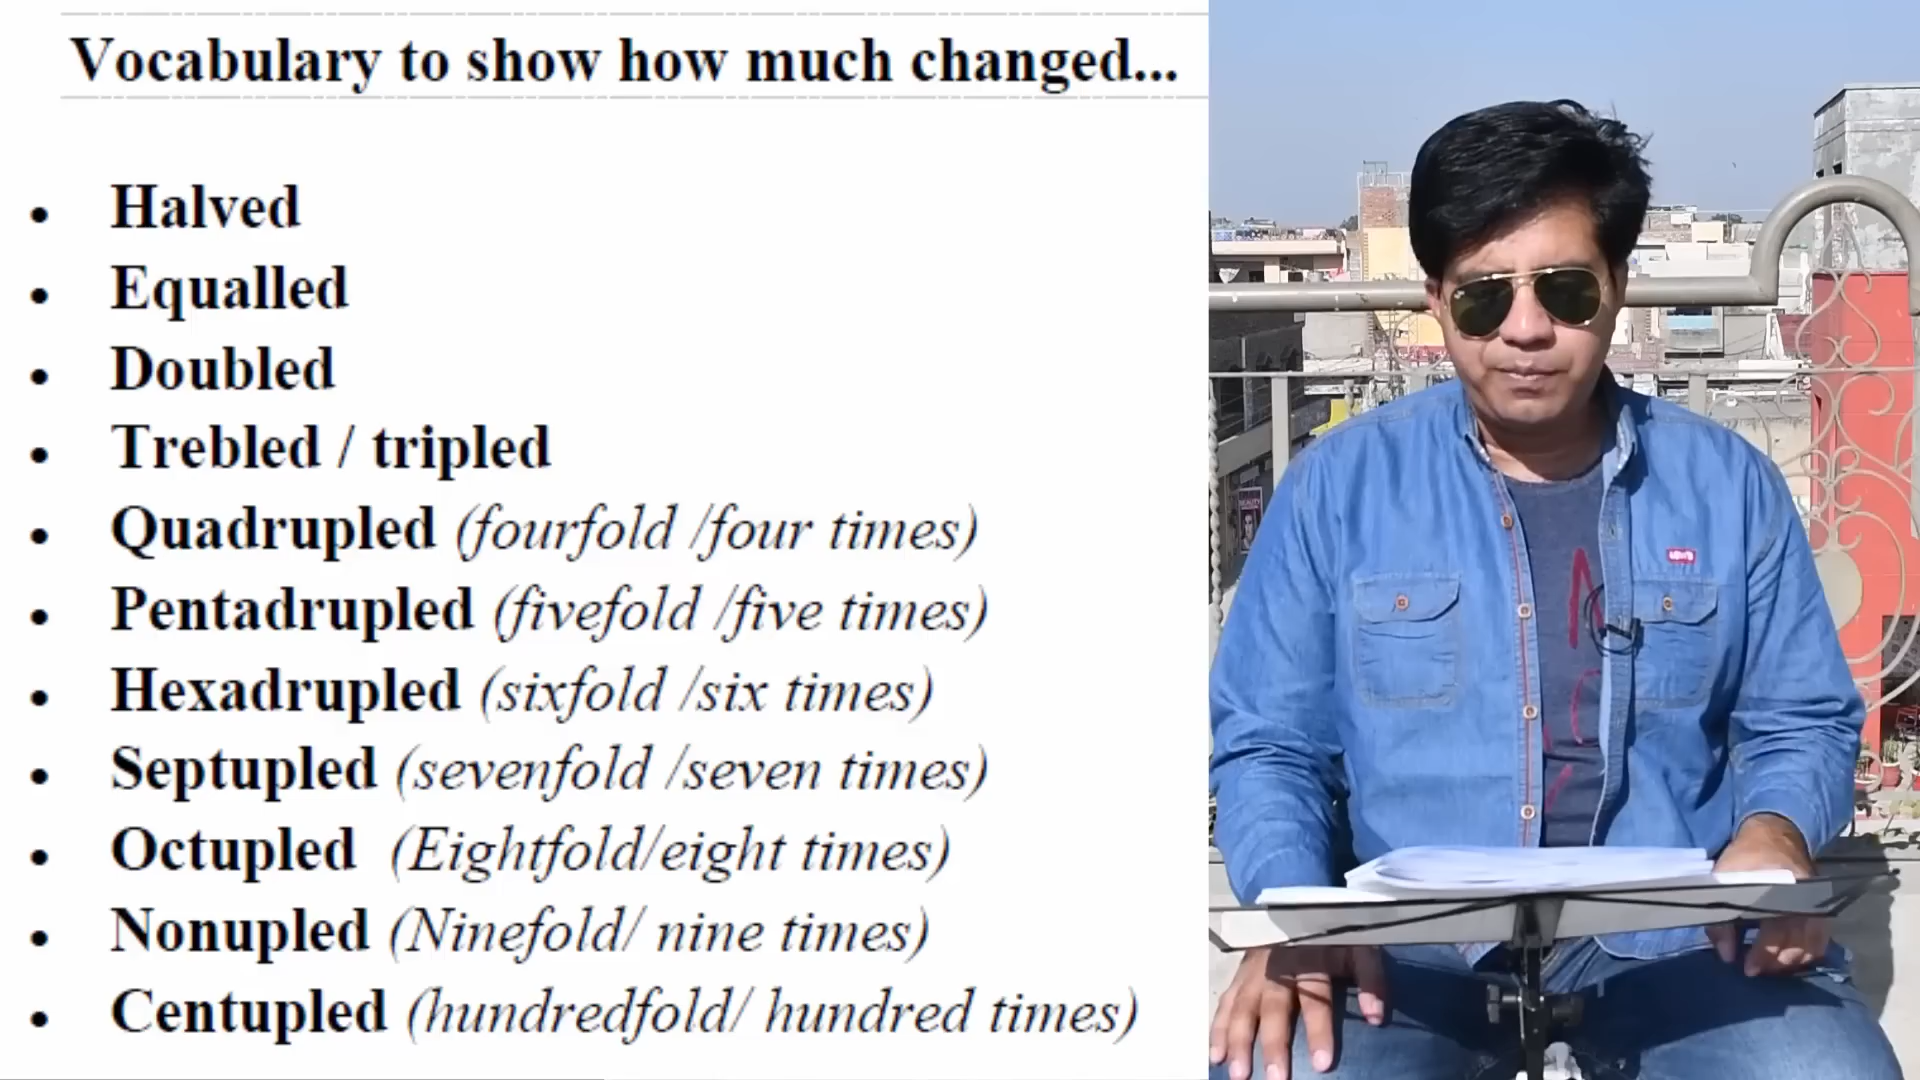 Vocabulary to show how much changed...
• Halved
• Equalled
• Doubled
• Trebled / tripled
• Quadrupled (fourfold /four times)
• Pentadrupled (fivefold /five times)
• Hexadrupled (sixfold /six times)
• Septupled (sevenfold /seven times)
• Octupled (Eightfold/eight times)
• Nonupled (Ninefold/ nine times)
• Centupled (hundredfold/ hundred times)